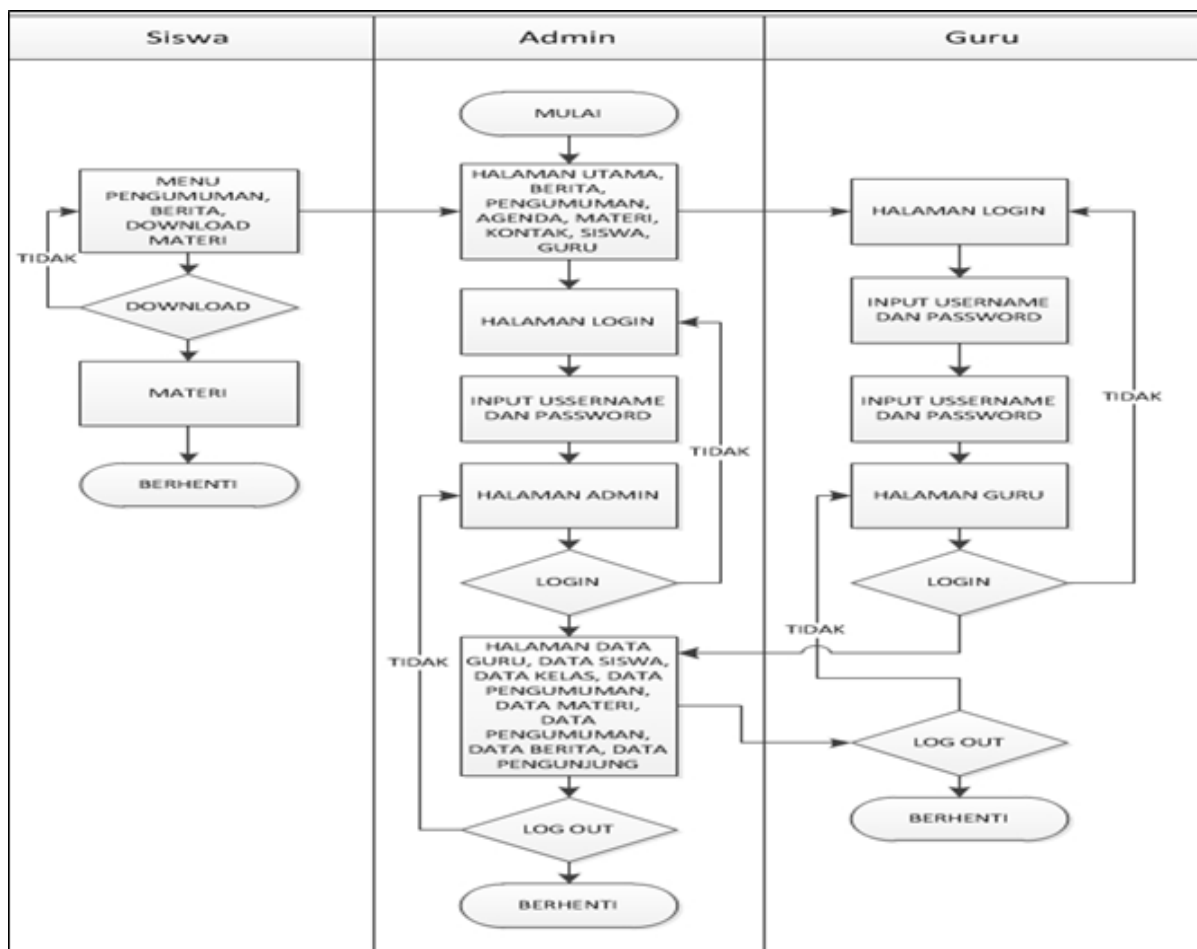 Siswa
Admin
Guru
MENU
PENGUMUMAN,
BERITA,
DOWNLOAD
MATERI
TIDAK
DOWNLOAD
MATERI
BERHENTI
MULAI
HALAMAN UTAMA,
BERITA,
PENGUMUMAN,
AGENDA, MATERI,
KONTAK, SISWA,
GURU
HALAMAN LOGIN
INPUT USSERNAME
DAN PASSWORD
TIDAK
HALAMAN ADMIN
LOGIN
TIDAK
HALAMAN DATA
GURU, DATA SISWA,
DATA KELAS, DATA
PENGUMUMAN,
DATA MATERI,
DATA
PENGUMUMAN,
DATA BERITA, DATA
PENGUNJUNG
LOG OUT
BERHENTI
HALAMAN LOGIN
INPUT USERNAME
DAN PASSWORD
INPUT USSERNAME
DAN PASSWORD
TIDAK
HALAMAN GURU
LOGIN
TIDAK
LOG OUT
BERHENTI